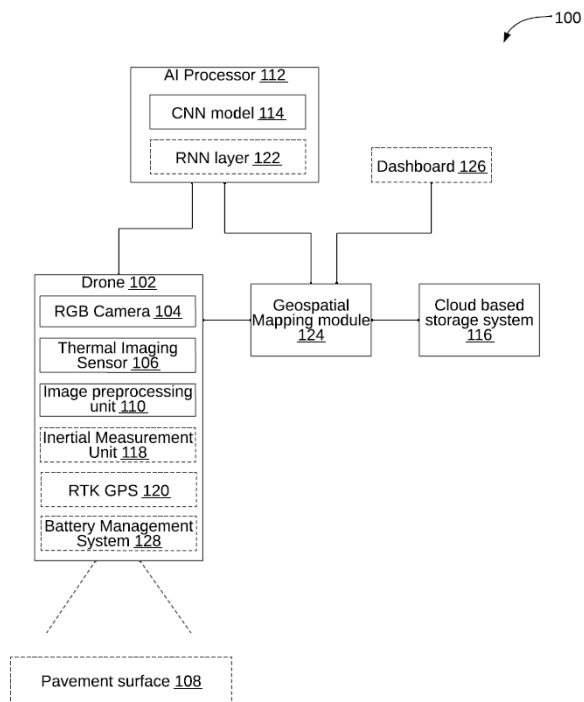 100
AI Processor 112
CNN model 114
RNN layer 122
Dashboard 126
Drone 102
RGB Camera 104
Thermal Imaging
Sensor 106
Image preprocessing
unit 110
Inertial Measurement
Unit 118
RTK GPS 120
Battery Management
System 128
Geospatial
Mapping module
124
Cloud based
storage system
116
Pavement surface 108